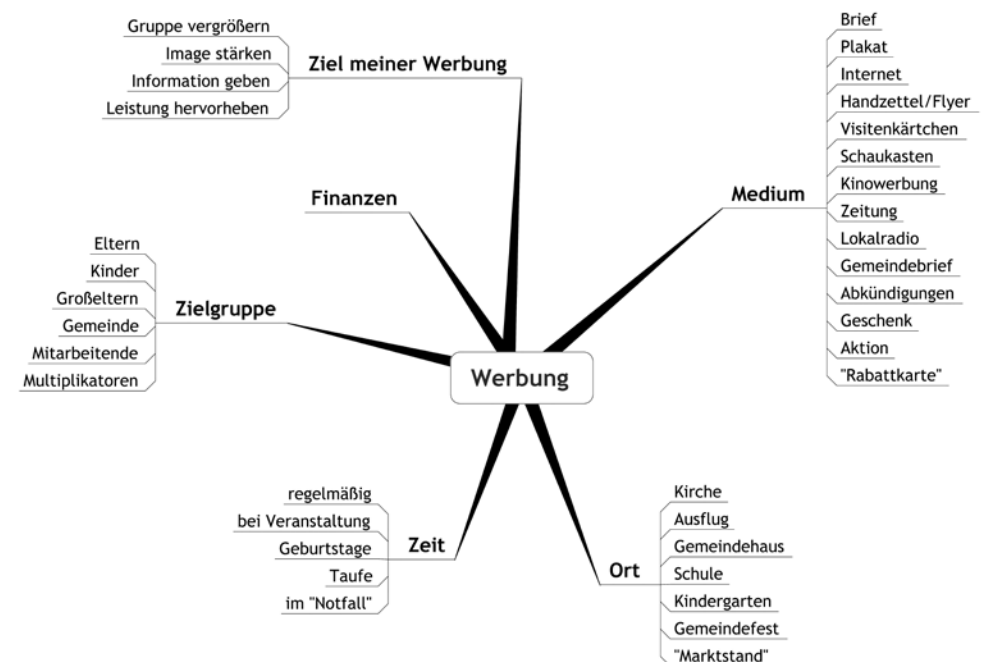 Gruppe vergrößern
Image stärken
Information geben
Leistung hervorheben
Ziel meiner Werbung
Finanzen
Eltern
Kinder
Großeltern
Gemeinde
Mitarbeitende
Multiplikatoren
Zielgruppe
Werbung
Medium
Brief
Plakat
Internet
Handzettel/Flyer
Visitenkärtchen
Schaukasten
Kinowerbung
Zeitung
Lokalradio
Gemeindebrief
Abkündigungen
Geschenk
Aktion
"Rabattkarte"
regelmäßig
bei Veranstaltung
Geburtstage
Taufe
im "Notfall"
Zeit
Ort
Kirche
Ausflug
Gemeindehaus
Schule
Kindergarten
Gemeindefest
"Marktstand"